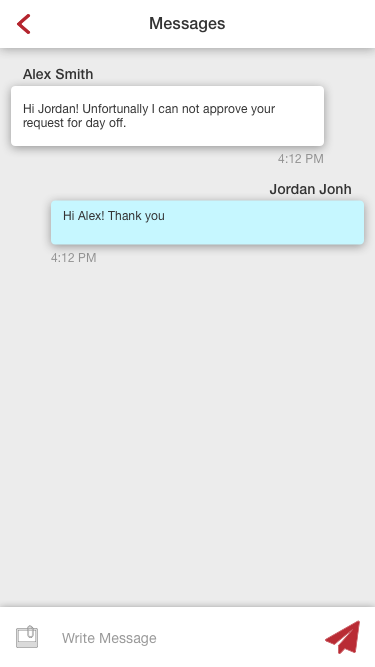 Messages
Alex Smith
Hi Jordan! Unfortunally I can not approve your
request for day off.
4:12 PM
Jordan Jonh
Hi Alex! Thank you
4:12 PM
Write Message